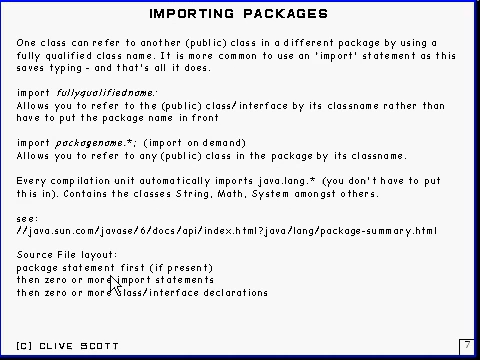 IMPORTING PACKAGES
One class can refer to another (public) class in a different package by using a
fully qualified class name. It is more common to use an 'import' statement as this
saves typing - and that's all it does.
import fullyqualifiedname;
Allows you to refer to the (public) class/interface by its classname rather than
have to put the package name in front
import packagename.*; (import on demand)
Allows you to refer to any (public) class in the package by its classname.
Every compilation unit automatically imports java.lang.* (you don't have to put
this in). Contains the classes String, Math, System amongst others.
see:
//java.sun.com/javase/6/docs/api/index.html?java/lang/package-summary.html
Source File layout:
package statement first (if present)
then zero or more import statements
then zero or more class/interface declarations
(C) CLIVE SCOTT
7